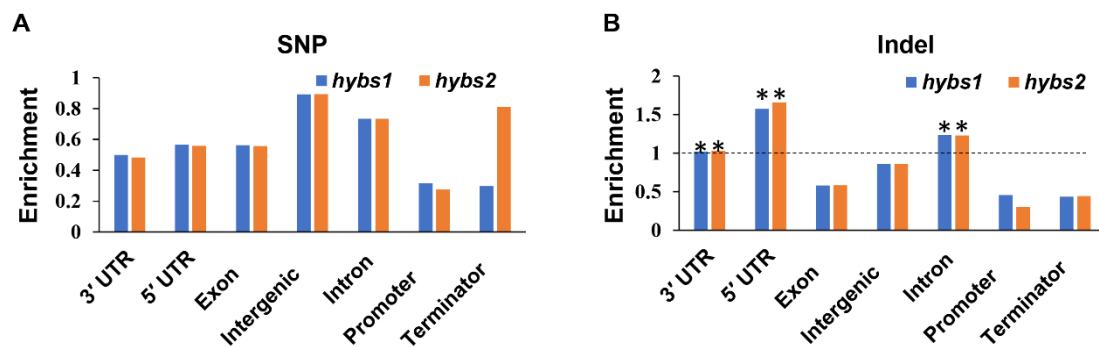 A
SNP
hybs1 hybs2
Enrichment
1
0.8
0.6
0.4
0.2
0
3' UTR
5' UTR
Exon
Intergenic
Intron
Promoter
Terminator
B
Indel
hybs1 hybs2
Enrichment
2
1.5
1
0.5
0
**
**
**
3' UTR
5' UTR
Exon
Intergenic
Intron
Promoter
Terminator